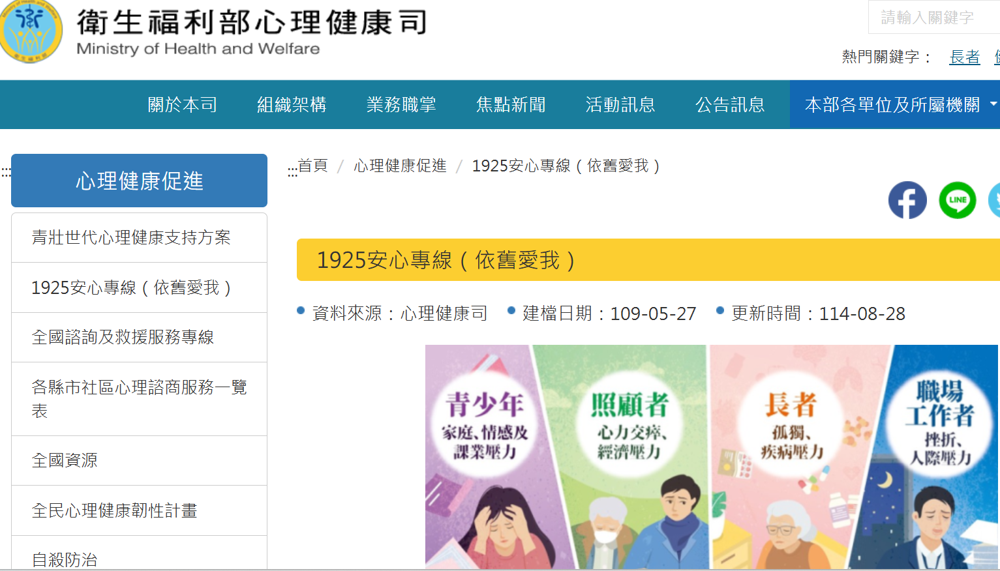 衛生福利部心理健康司
Ministry of Health and Welfare
請輸入關鍵字
熱門關鍵字： 長者
關於本司 組織架構 業務職掌 焦點新聞 活動訊息 公告訊息 本部各單位及所屬機關
:::
心理健康促進
青壯世代心理健康支持方案
1925安心專線（依舊愛我）
全國諮詢及救援服務專線
各縣市社區心理諮商服務一覽
表
全國資源
全民心理健康韌性計畫
自殺防治
:::首頁 / 心理健康促進 / 1925安心專線（依舊愛我）
LINE
1925安心專線（依舊愛我）
資料來源：心理健康司 建檔日期：109-05-27 更新時間：114-08-28
青少年
家庭、情感及
課業壓力
照顧者
心力交瘁、
經濟壓力
長者
孤獨、
疾病壓力
職場
工作者
挫折、
人際壓力